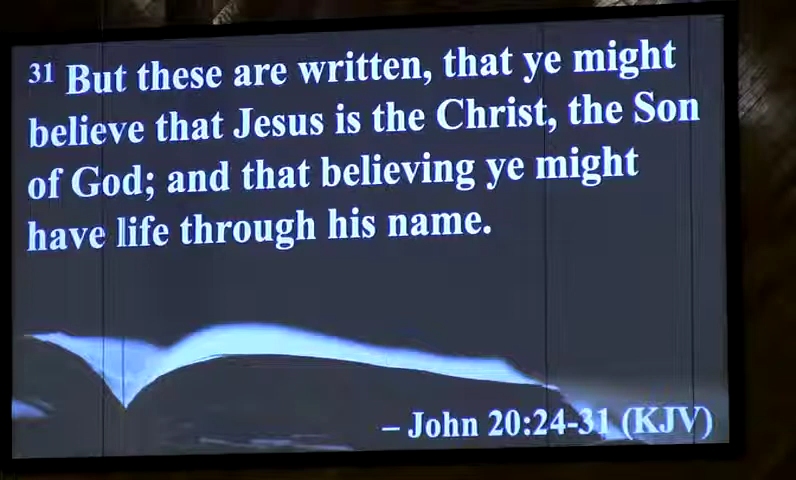 31 But these are written, that ye might
believe that Jesus is the Christ, the Son
of God; and that believing ye might
have life through his name.
– John 20:24-31 (KJV)